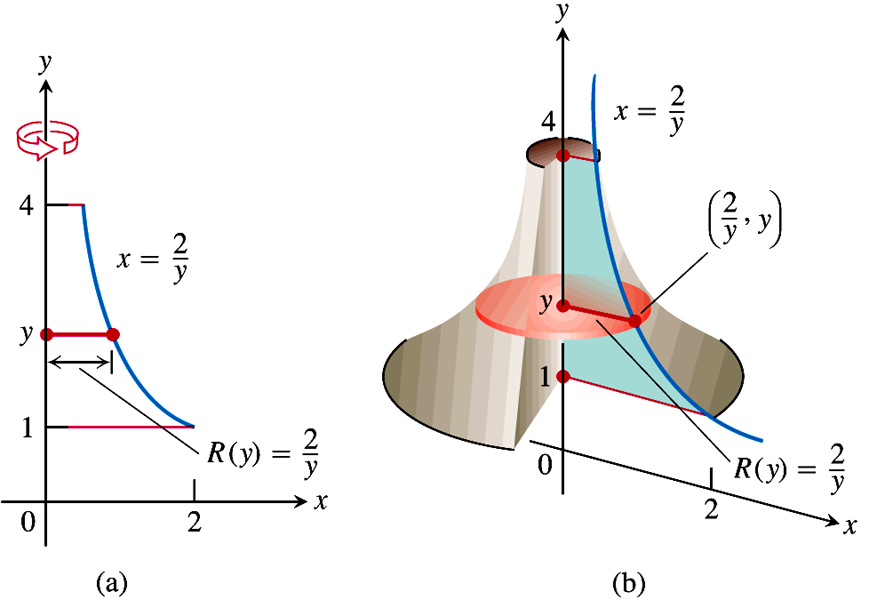 y
4
x = 2/y
y
1
R(y) = 2/y
0
2
x
(a)
y
4
x = 2/y
(2/y, y)
y
1
0
R(y) = 2/y
2
x
(b)